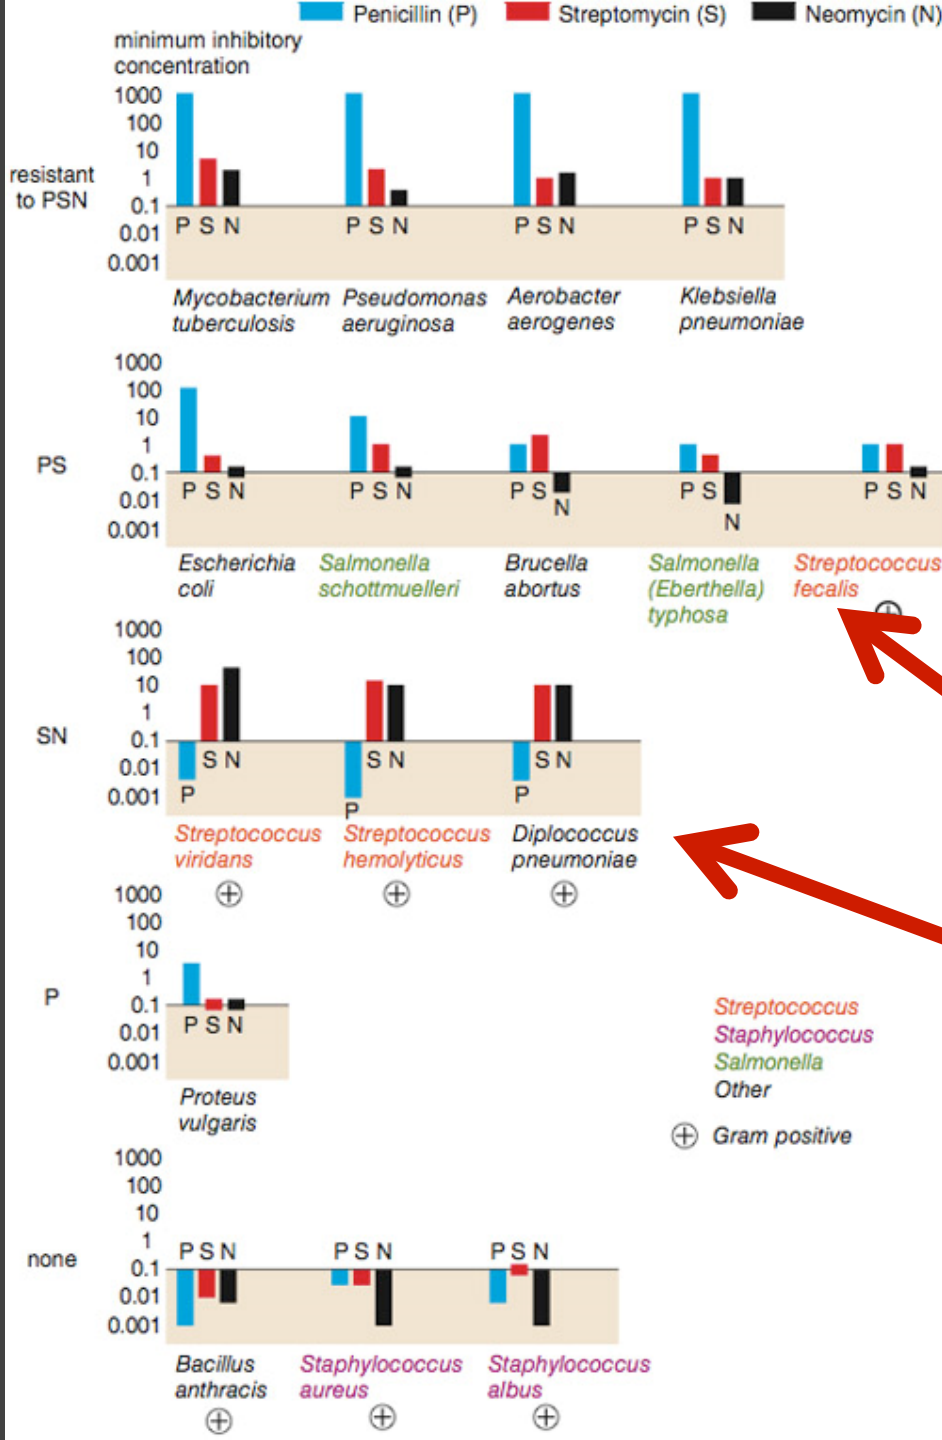 Penicillin (P) Streptomycin (S) Neomycin (N)
minimum inhibitory
concentration
1000
100
10
1
0.1
0.01
0.001
resistant
to PSN
P S N P S N P S N P S N
Mycobacterium Pseudomonas Aerobacter Klebsiella
tuberculosis aeruginosa aerogenes pneumoniae
1000
100
10
1
0.1
0.01
0.001
PS
P S N P S N P S N P S N P S N
Escherichia Salmonella Brucella Salmonella Streptococcus
coli schottmuelleri abortus (Eberthella) fecalis
typhosa
1000
100
10
1
0.1
0.01
0.001
SN
S N S N S N
P P P
Streptococcus Streptococcus Diplococcus
viridans hemolyticus pneumoniae
1000
100
10
1
0.1
0.01
0.001
P
P S N
Proteus
vulgaris
Streptococcus
Staphylococcus
Salmonella
Other
Gram positive
1000
100
10
1
0.1
0.01
0.001
none
P S N P S N P S N
Bacillus Staphylococcus Staphylococcus
anthracis aureus albus